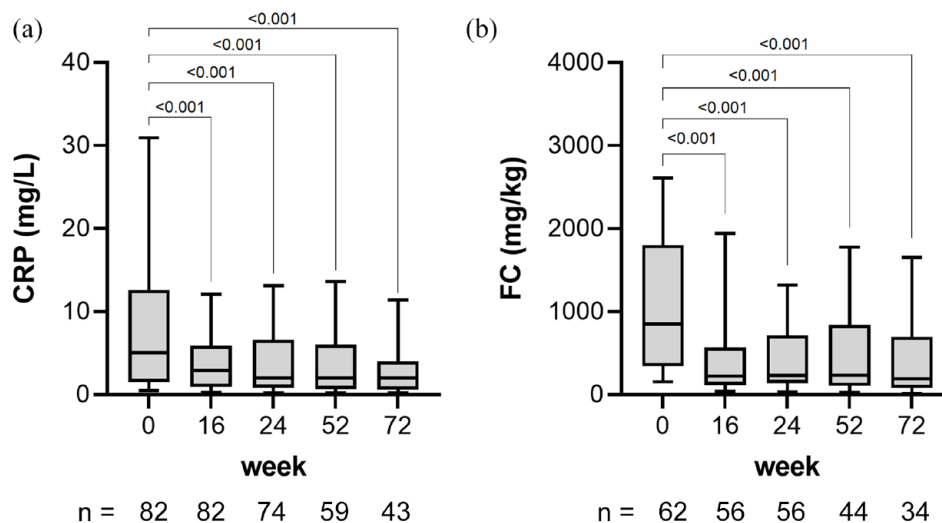 (a)
<0.001
<0.001
<0.001
<0.001
CRP (mg/L)
40
30
20
10
0
0 16 24 52 72
week
n = 82 82 74 59 43
(b)
<0.001
<0.001
<0.001
<0.001
FC (mg/kg)
4000
3000
2000
1000
0
0 16 24 52 72
week
n = 62 56 56 44 34